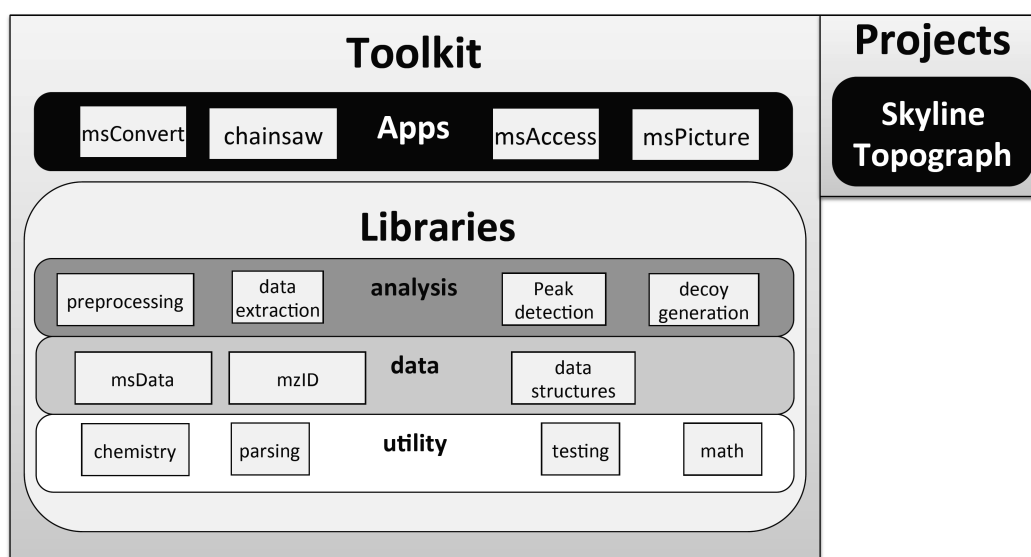 Toolkit
Projects
msConvert
chainsaw
Apps
msAccess
msPicture
Skyline
Topograph
Libraries
preprocessing
data
extraction
analysis
Peak
detection
decoy
generation
msData
mzID
data
data
structures
chemistry
parsing
utility
testing
math